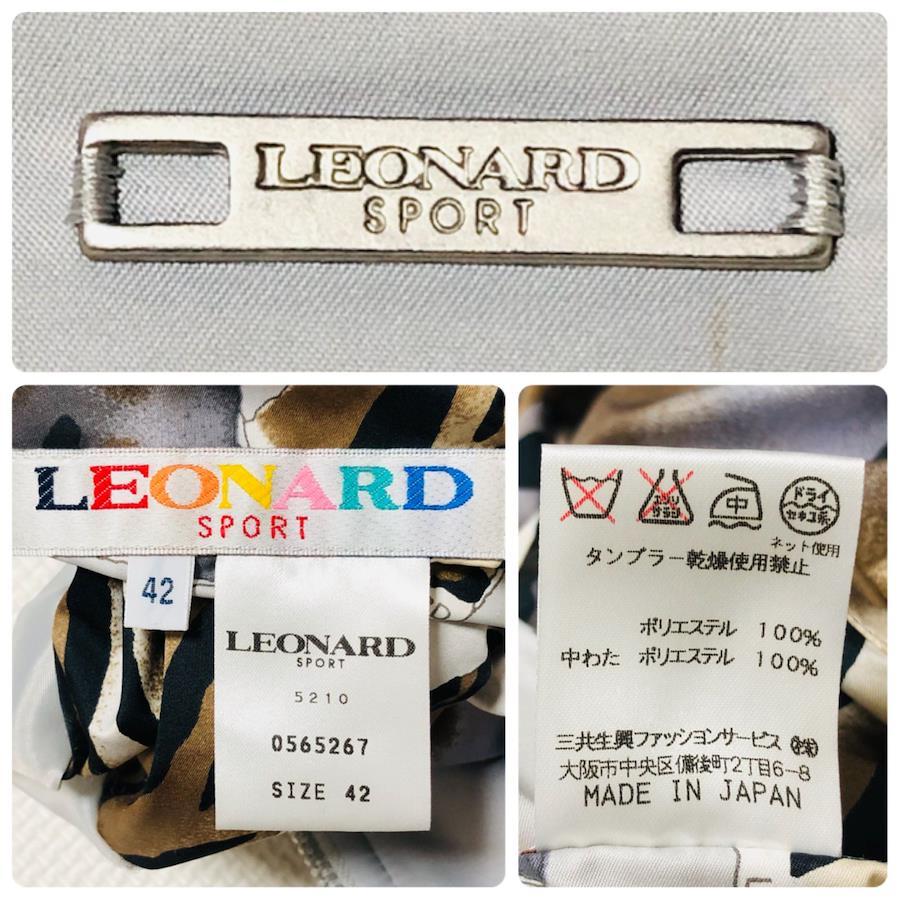 LEONARD
SPORT
LEONARD
SPORT
42
LEONARD
SPORT
5210
0565267
SIZE 42
中
ドライ
セキユ系
ネット使用
タンブラー乾燥使用禁止
ポリエステル 100%
中わた ポリエステル 100%
三共生興ファッションサービス㈱
大阪市中央区備後町2丁目6-8
MADE IN JAPAN